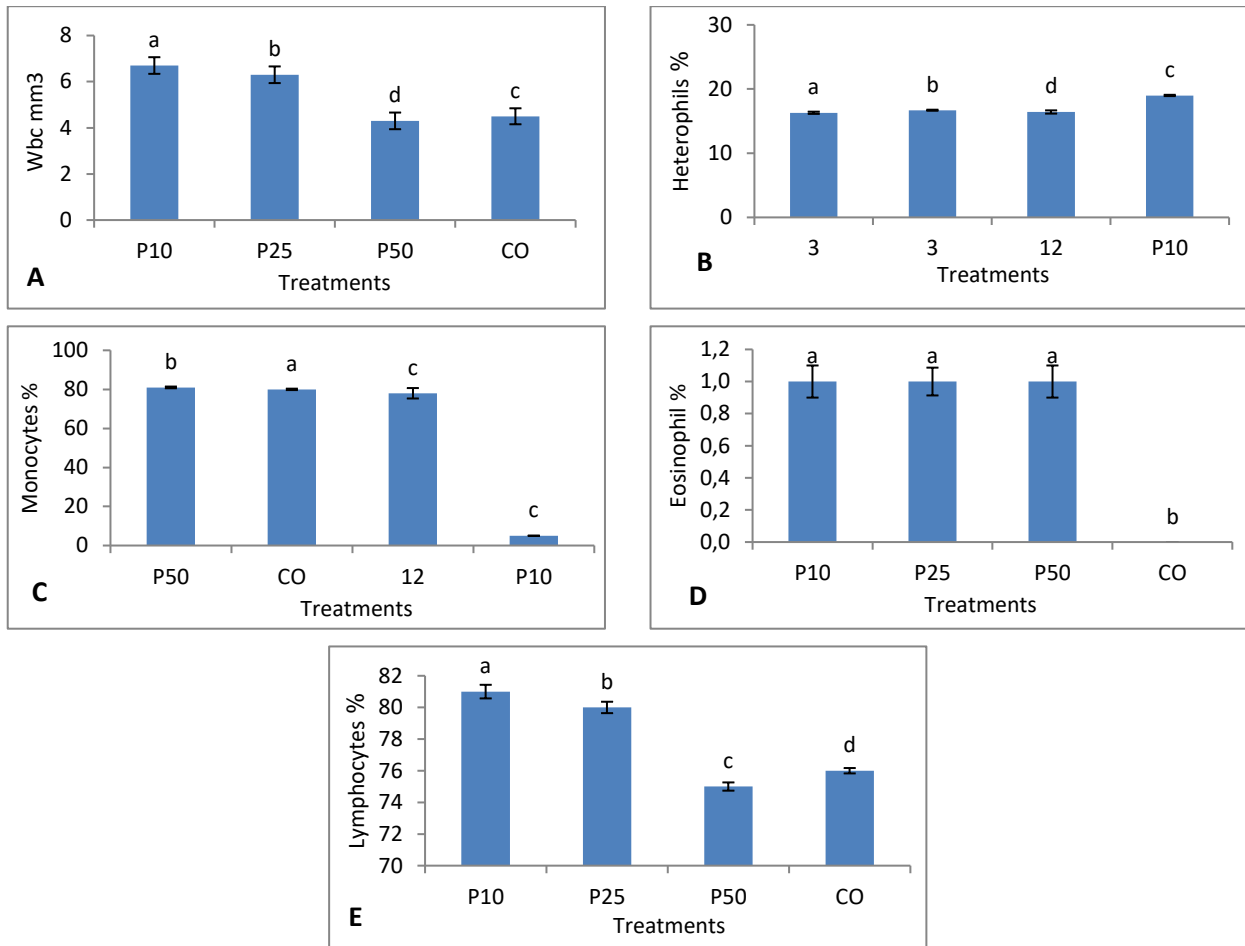 Wbc mm3
8
6
4
2
0
a
b
d
c
P10 P25 P50 CO
Treatments
A
Heterophils %
30
20
10
0
a
b
d
c
3 3 12 P10
Treatments
B
Monocytes %
100
80
60
40
20
0
b
a
c
c
P50 CO 12 P10
Treatments
C
Eosinophil %
1,2
1,0
0,8
0,6
0,4
0,2
0,0
a
a
a
b
P10 P25 P50 CO
Treatments
D
Lymphocytes %
82
80
78
76
74
72
70
a
b
c
d
P10 P25 P50 CO
Treatments
E